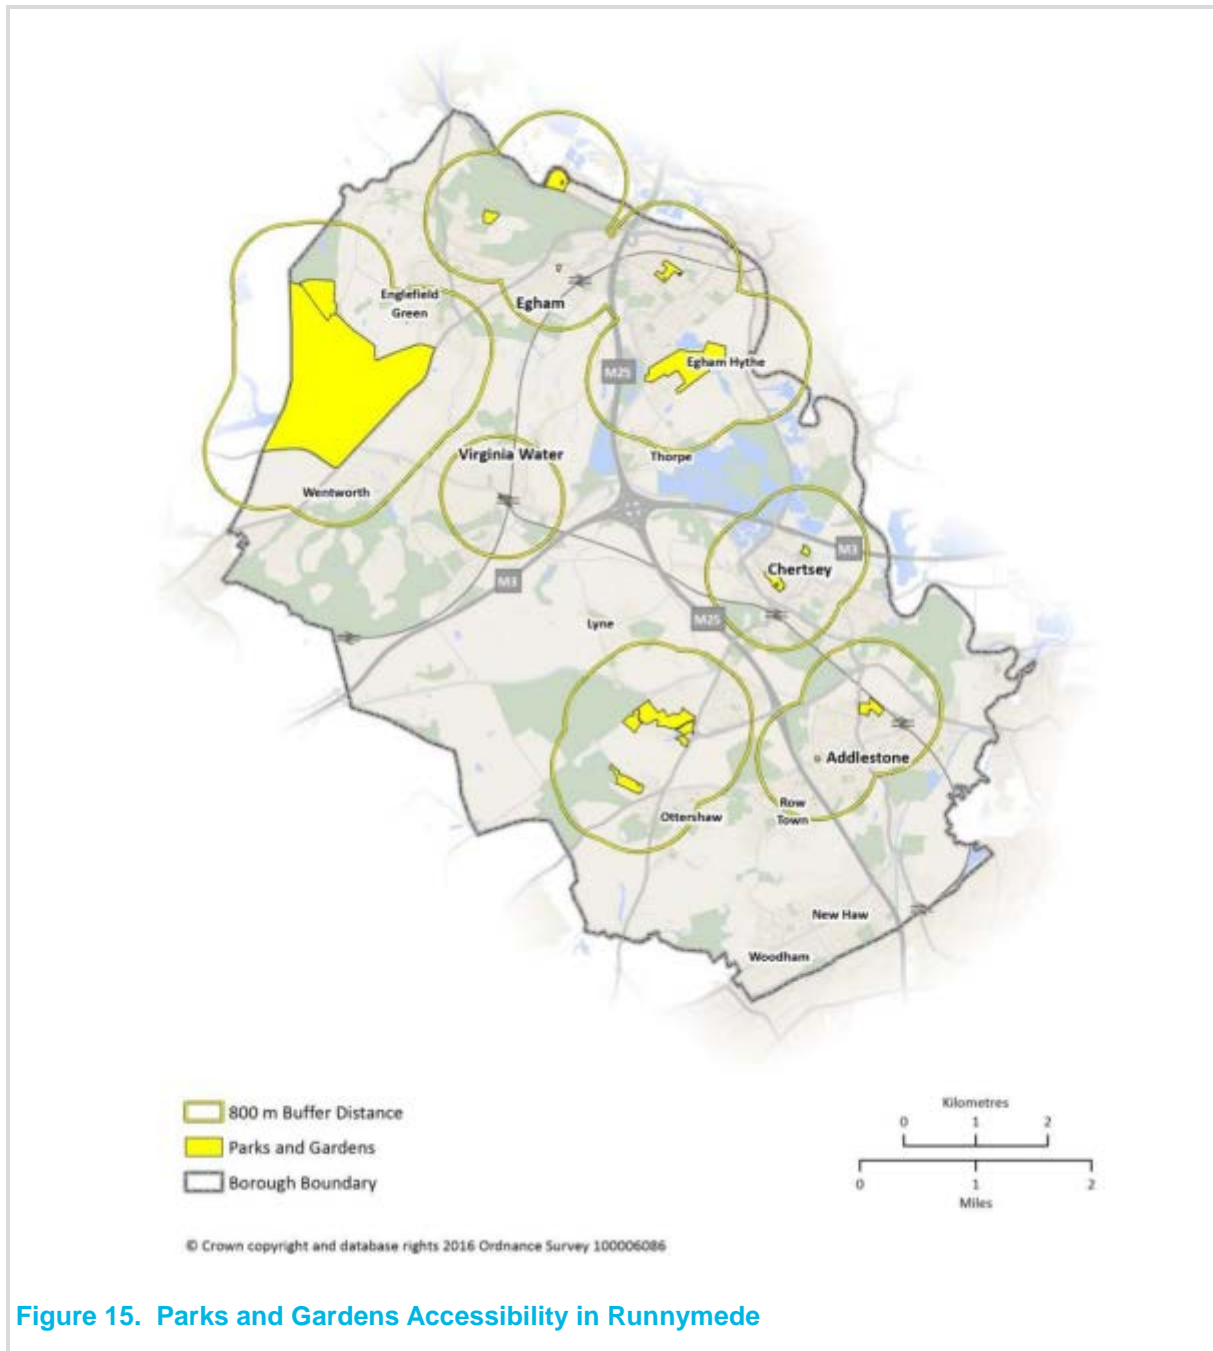 Englefield
Green
Egham
M25
Egham Hythe
Virginia Water
Thorpe
Wentworth
M3
Chertsey
M3
Lyne
M25
Addlestone
Row
Town
Ottershaw
New Haw
Woodham
800 m Buffer Distance
Parks and Gardens
Borough Boundary
Kilometres
0 1 2
0 1 2
Miles
© Crown copyright and database rights 2016 Ordnance Survey 100006086
Figure 15. Parks and Gardens Accessibility in Runnymede